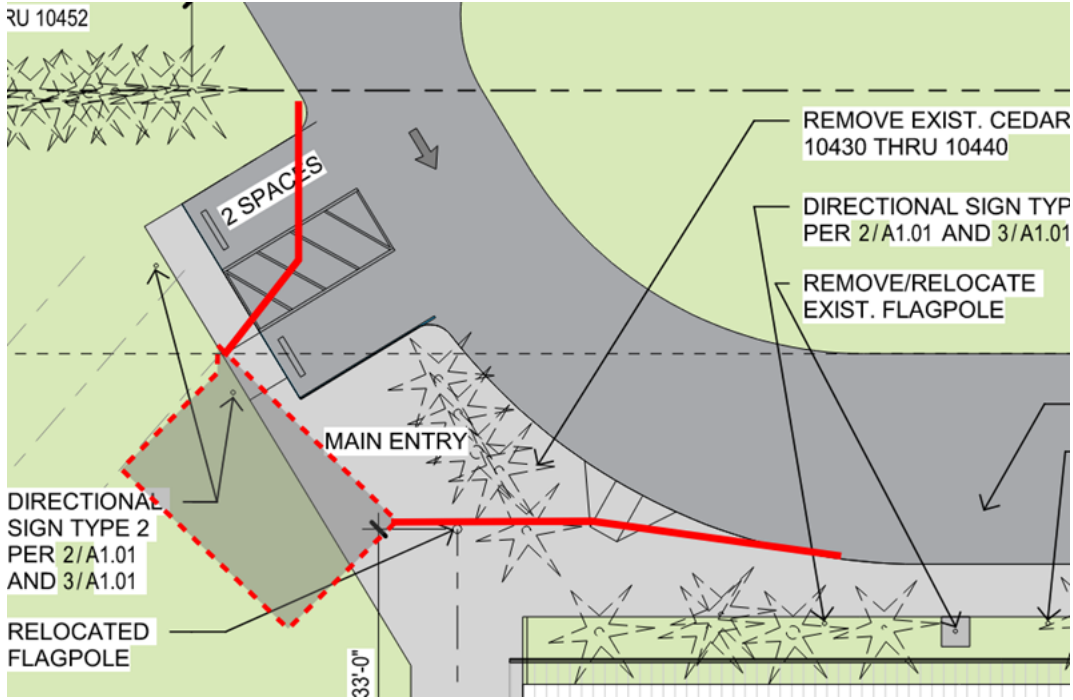 RU 10452
REMOVE EXIST. CEDAR
10430 THRU 10440
2 SPACES
DIRECTIONAL SIGN TYP
PER 2/A1.01 AND 3/A1.01
REMOVE/RELOCATE
EXIST. FLAGPOLE
MAIN ENTRY
DIRECTIONAL
SIGN TYPE 2
PER 2/A1.01
AND 3/A1.01
RELOCATED
FLAGPOLE
33'-0"